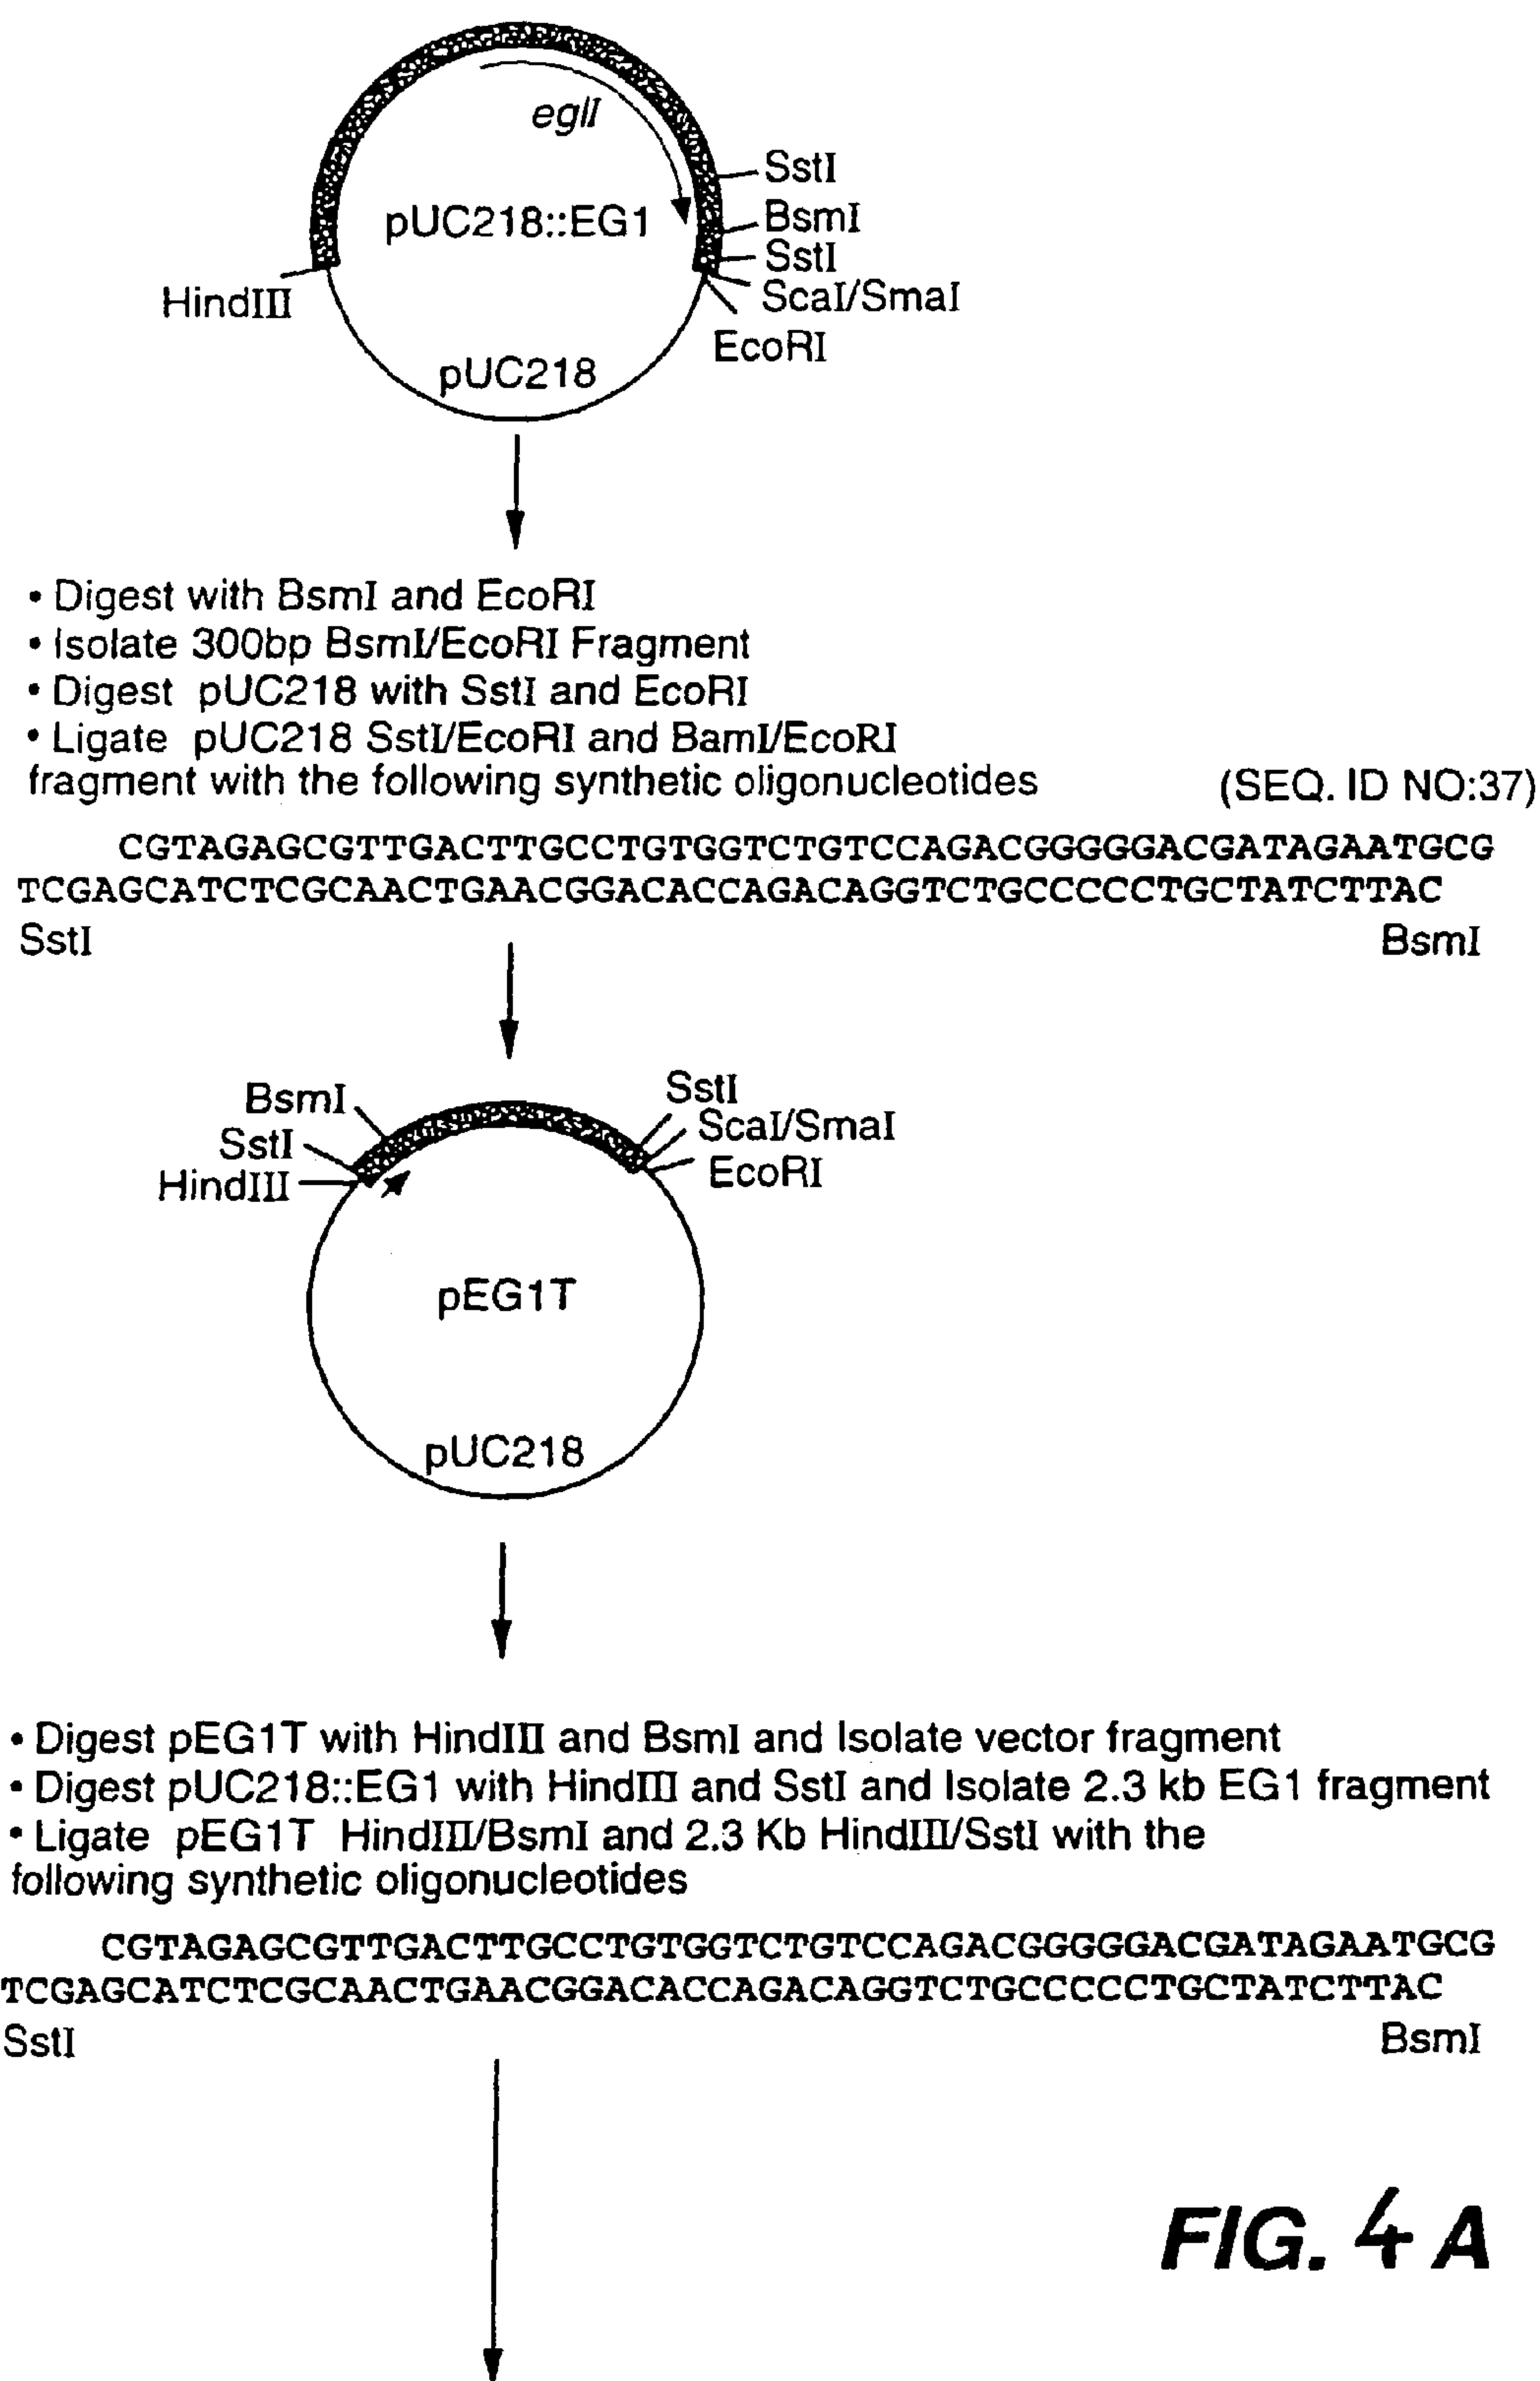 eglI
pUC218::EG1
SstI
BsmI
SstI
ScaI/SmaI
EcoRI
HindIII
pUC218
• Digest with BsmI and EcoRI
• Isolate 300bp BsmI/EcoRI Fragment
• Digest pUC218 with SstI and EcoRI
• Ligate pUC218 SstI/EcoRI and BamI/EcoRI
fragment with the following synthetic oligonucleotides (SEQ. ID NO:37)
CGTAGAGCGTTGACTTGCCTGTGGTCTGTCCAGACGGGGGACGATAGAATGCG
TCGAGCATCTCGCAACTGAACGGACACCAGACAGGTCTGCCCCCTGCTATCTTAC
SstI BsmI
BsmI
SstI
HindIII
SstI
ScaI/SmaI
EcoRI
pEG1T
pUC218
• Digest pEG1T with HindIII and BsmI and Isolate vector fragment
• Digest pUC218::EG1 with HindIII and SstI and Isolate 2.3 kb EG1 fragment
• Ligate pEG1T HindIII/BsmI and 2.3 Kb HindIII/SstI with the
following synthetic oligonucleotides
CGTAGAGCGTTGACTTGCCTGTGGTCTGTCCAGACGGGGGACGATAGAATGCG
TCGAGCATCTCGCAACTGAACGGACACCAGACAGGTCTGCCCCCTGCTATCTTAC
SstI BsmI
FIG. 4 A